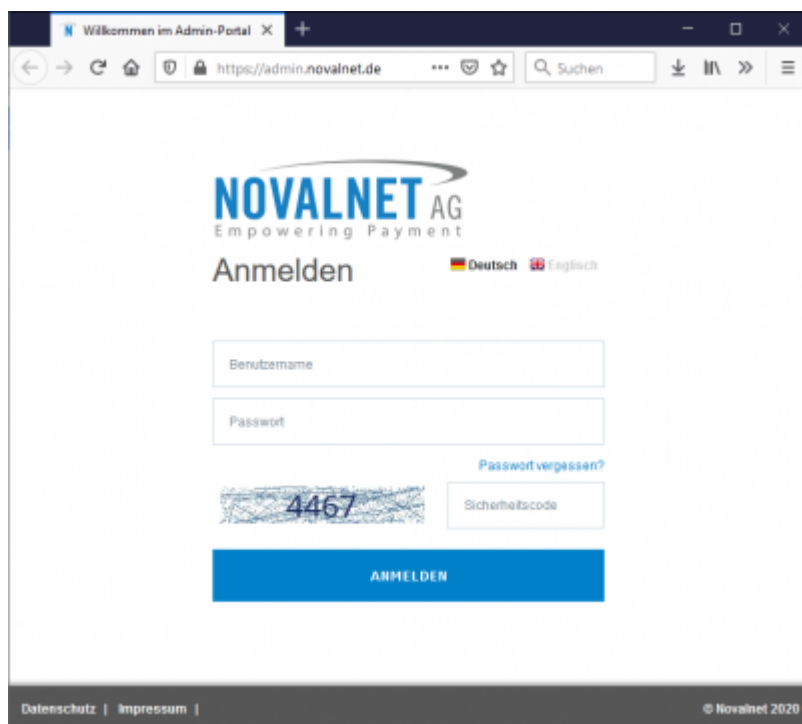 Willkommen im Admin-Portal
https://admin.novalnet.de
Suchen
NOVALNET AG
Empowering Payment
Anmelden
Deutsch Englisch
Benutzername
Passwort
Passwort vergessen?
4467
Sicherheitscode
ANMELDEN
Datenschutz | Impressum |
© Novalnet 2020